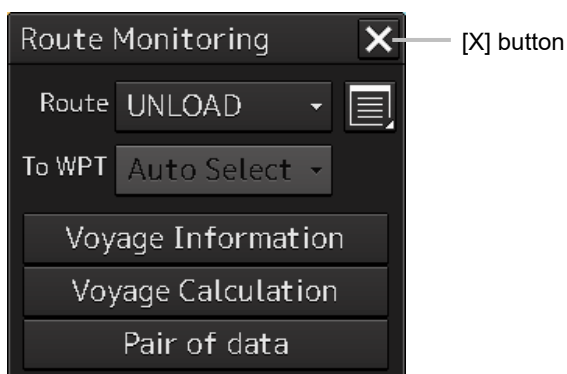 Route Monitoring
[X] button
Route UNLOAD
To WPT Auto Select
Voyage Information
Voyage Calculation
Pair of data